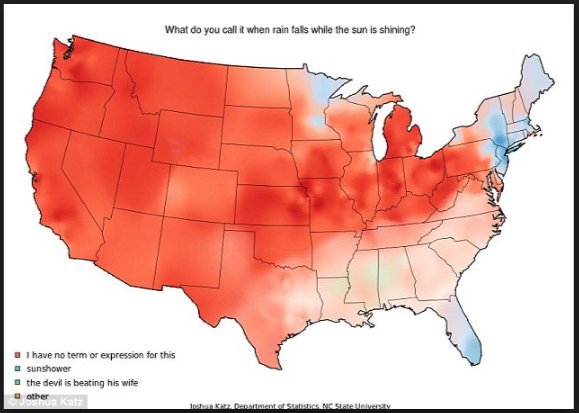 What do you call it when rain falls while the sun is shining?
I have no term or expression for this
sunshower
the devil is beating his wife
other
© Joshua Katz
Joshua Katz, Department of Statistics, NC State University